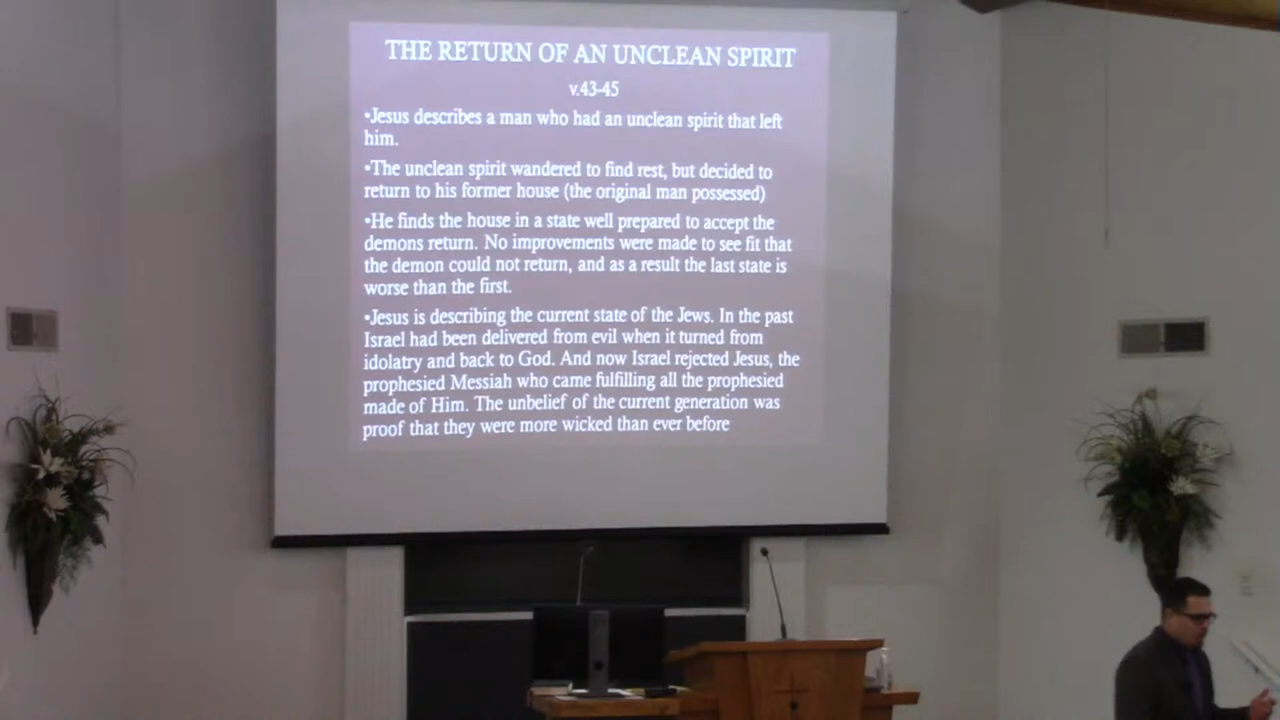 THE RETURN OF AN UNCLEAN SPIRIT
v.43-45
•Jesus describes a man who had an unclean spirit that left
him.
•The unclean spirit wandered to find rest, but decided to
return to his former house (the original man possessed)
•He finds the house in a state well prepared to accept the
demons return. No improvements were made to see fit that
the demon could not return, and as a result the last state is
worse than the first.
•Jesus is describing the current state of the Jews. In the past
Israel had been delivered from evil when it turned from
idolatry and back to God. And now Israel rejected Jesus, the
prophesied Messiah who came fulfilling all the prophesied
made of Him. The unbelief of the current generation was
proof that they were more wicked than ever before